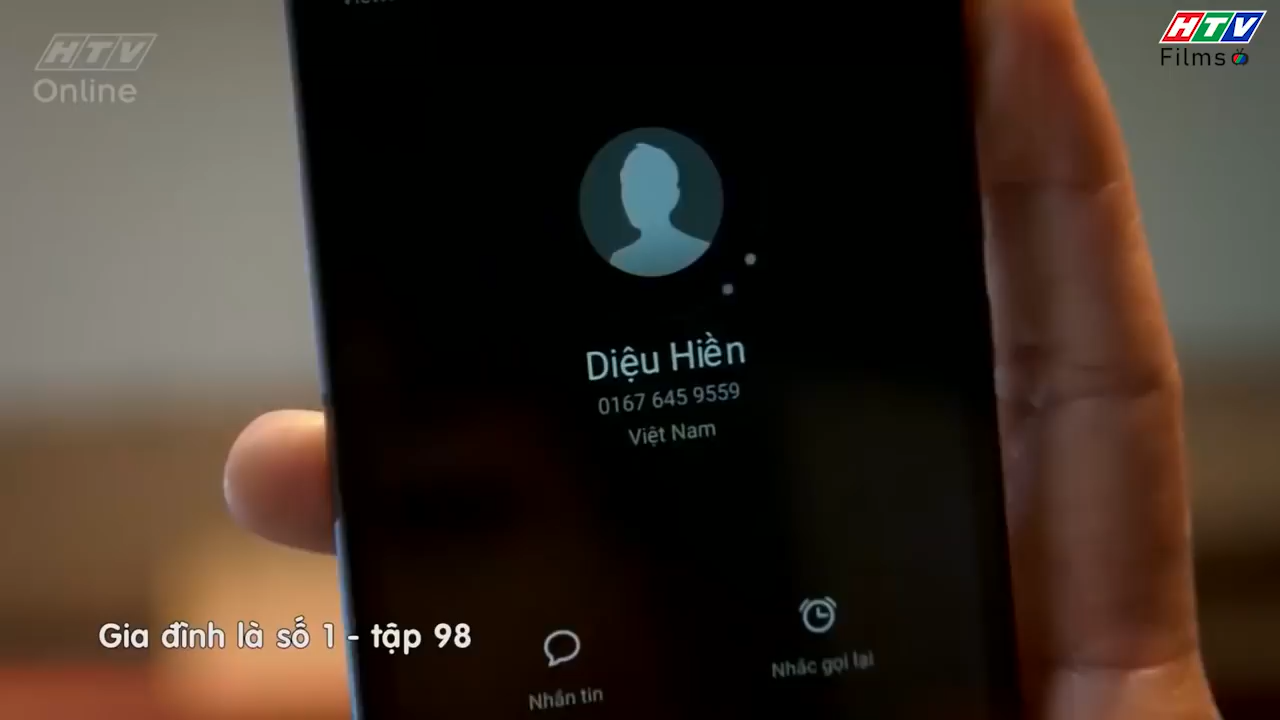 HTV
Online
HTV
Films
Diệu Hiền
0167 645 9559
Việt Nam
Nhắn tin
Nhắc gọi lại
Gia đình là số 1 - tập 98